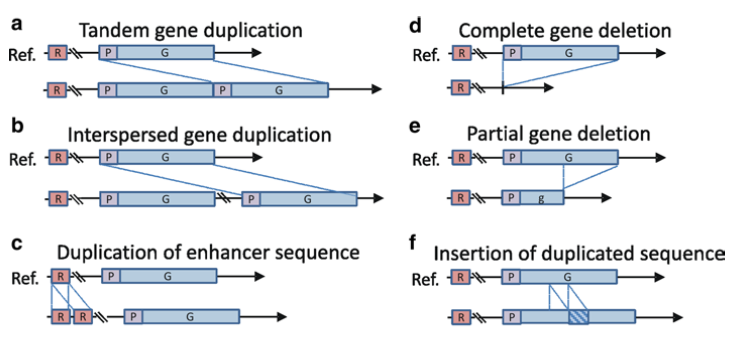 a Tandem gene duplication
Ref. R P G
R P G P G
b Interspersed gene duplication
Ref. R P G
R P G P G
c Duplication of enhancer sequence
Ref. R P G
R R P G
d Complete gene deletion
Ref. R P G
R
e Partial gene deletion
Ref. R P G
R P g
f Insertion of duplicated sequence
Ref. R P G
R P